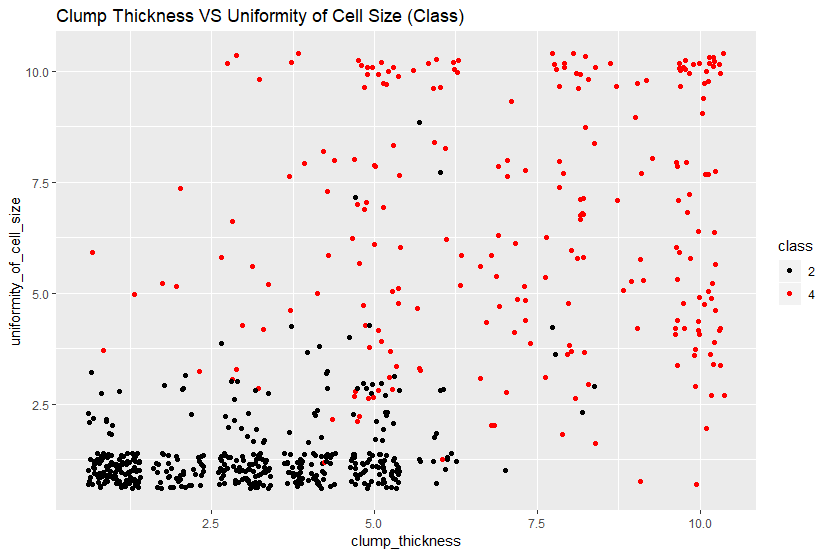 Clump Thickness VS Uniformity of Cell Size (Class)
10.0
7.5
5.0
2.5
uniformity_of_cell_size
2.5
5.0
7.5
10.0
clump_thickness
class
2
4